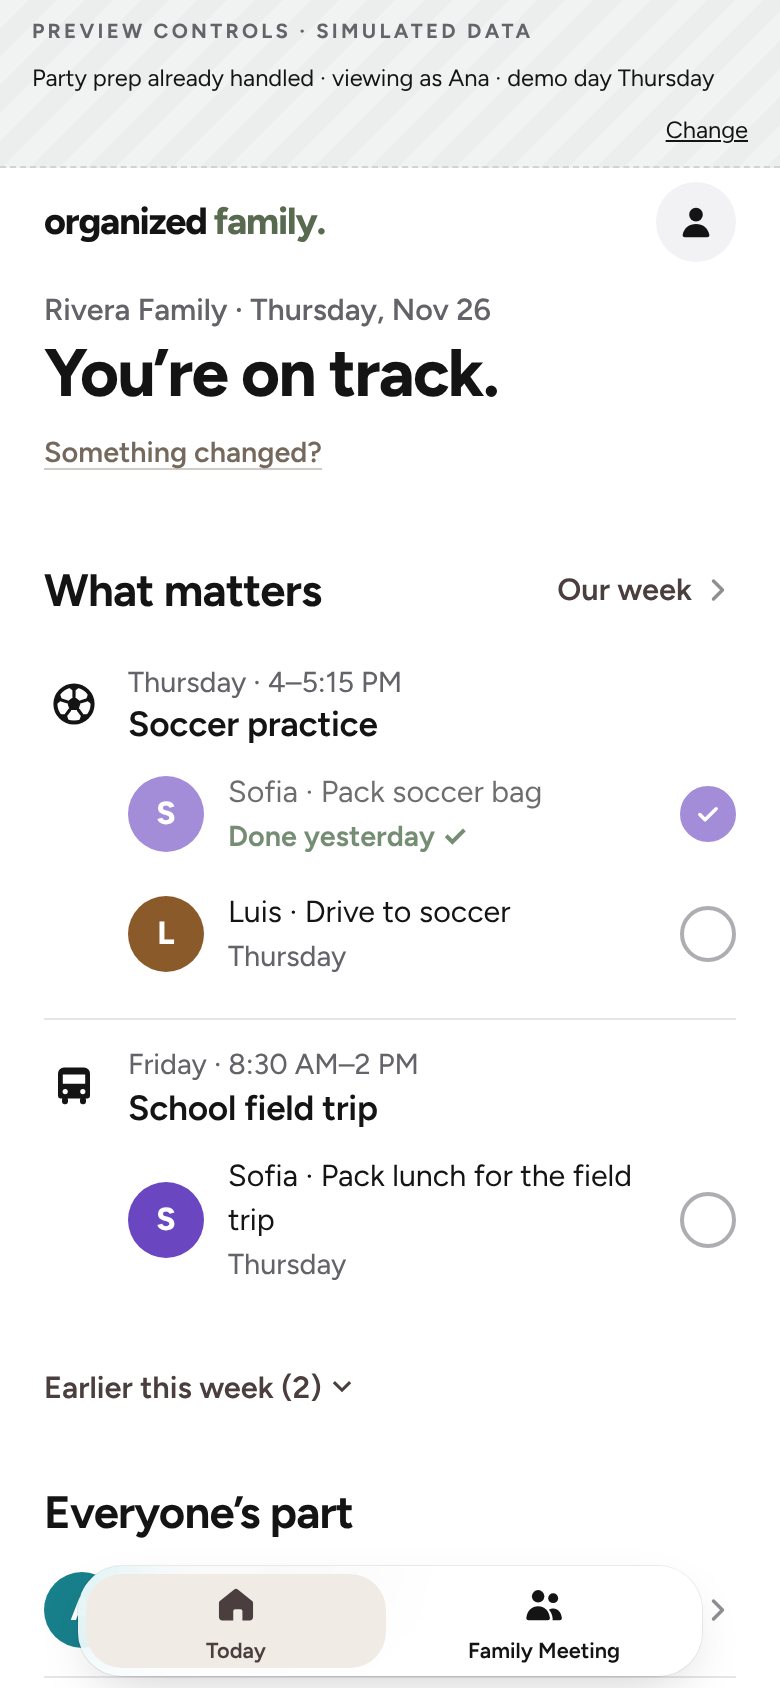 PREVIEW CONTROLS · SIMULATED DATA
Party prep already handled · viewing as Ana · demo day Thursday
Change
organized family.
Rivera Family · Thursday, Nov 26
You’re on track.
Something changed?
What matters
Our week
Thursday · 4–5:15 PM
Soccer practice
S
Sofia · Pack soccer bag
Done yesterday
L
Luis · Drive to soccer
Thursday
Friday · 8:30 AM–2 PM
School field trip
S
Sofia · Pack lunch for the field
trip
Thursday
Earlier this week (2)
Everyone’s part
Today
Family Meeting